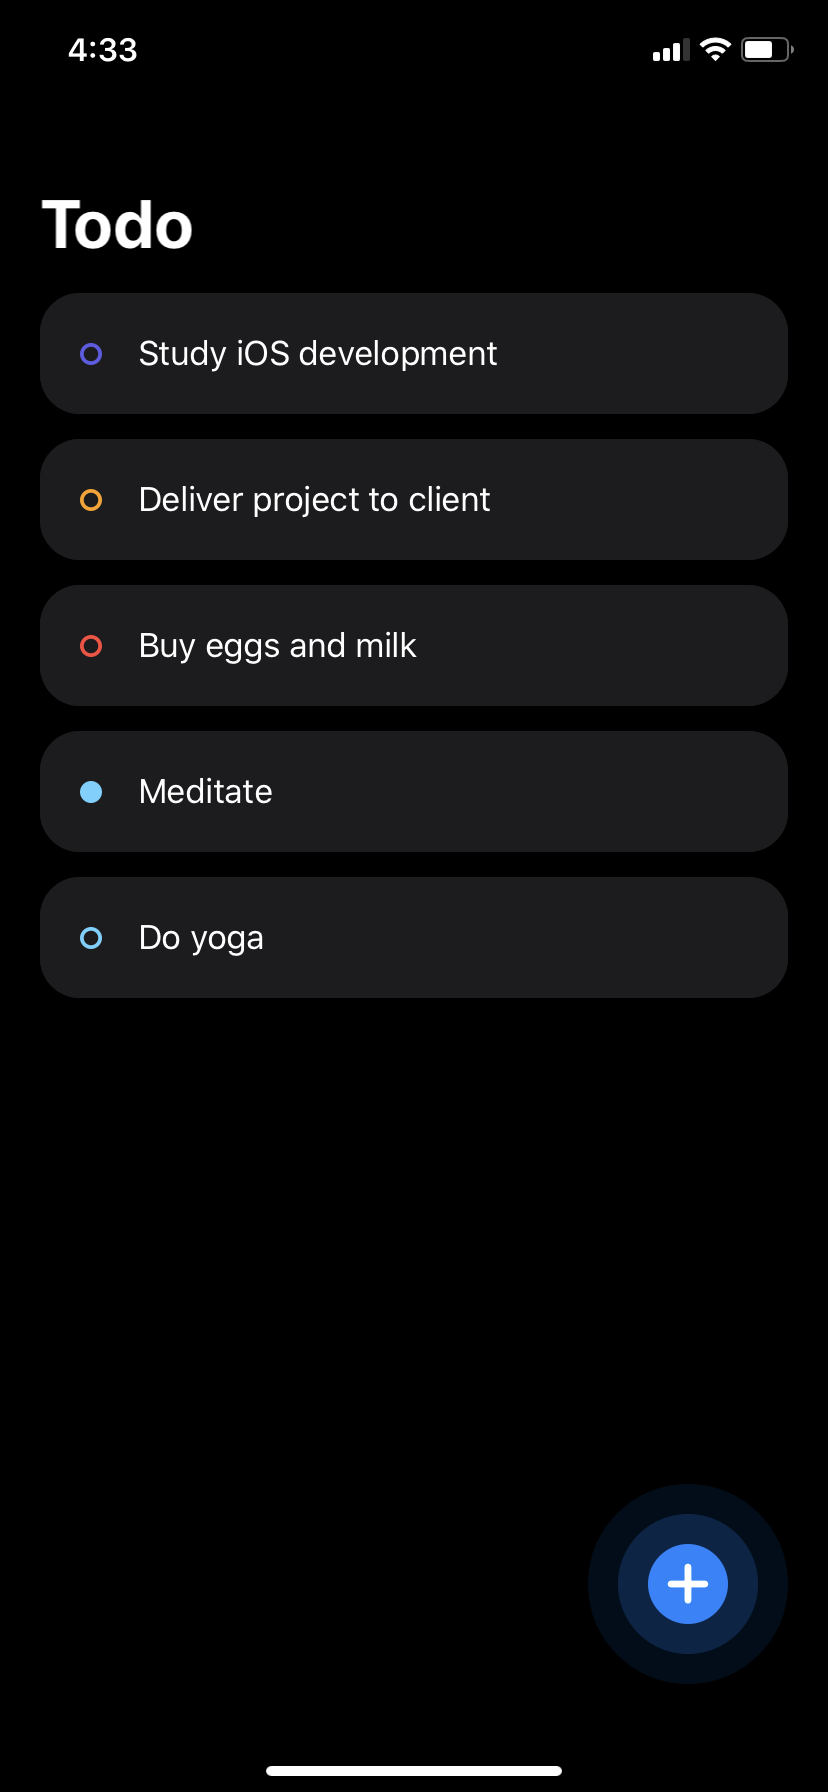 4:33
Todo
Study iOS development
Deliver project to client
Buy eggs and milk
Meditate
Do yoga